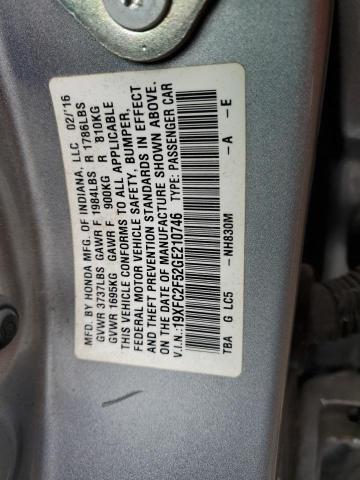 MFD. BY HONDA MFG. OF INDIANA, LLC 02/'16
GVWR 3737LBS GAWR F 1984LBS R 1786LBS
GVWR 1695KG GAWR F 900KG R 810KG
THIS VEHICLE CONFORMS TO ALL APPLICABLE
FEDERAL MOTOR VEHICLE SAFETY, BUMPER,
AND THEFT PREVENTION STANDARDS IN EFFECT
ON THE DATE OF MANUFACTURE SHOWN ABOVE.
V.I.N.:19XFC2F52GE210746 TYPE: PASSENGER CAR
TBA G LC5 -NH830M -A -E